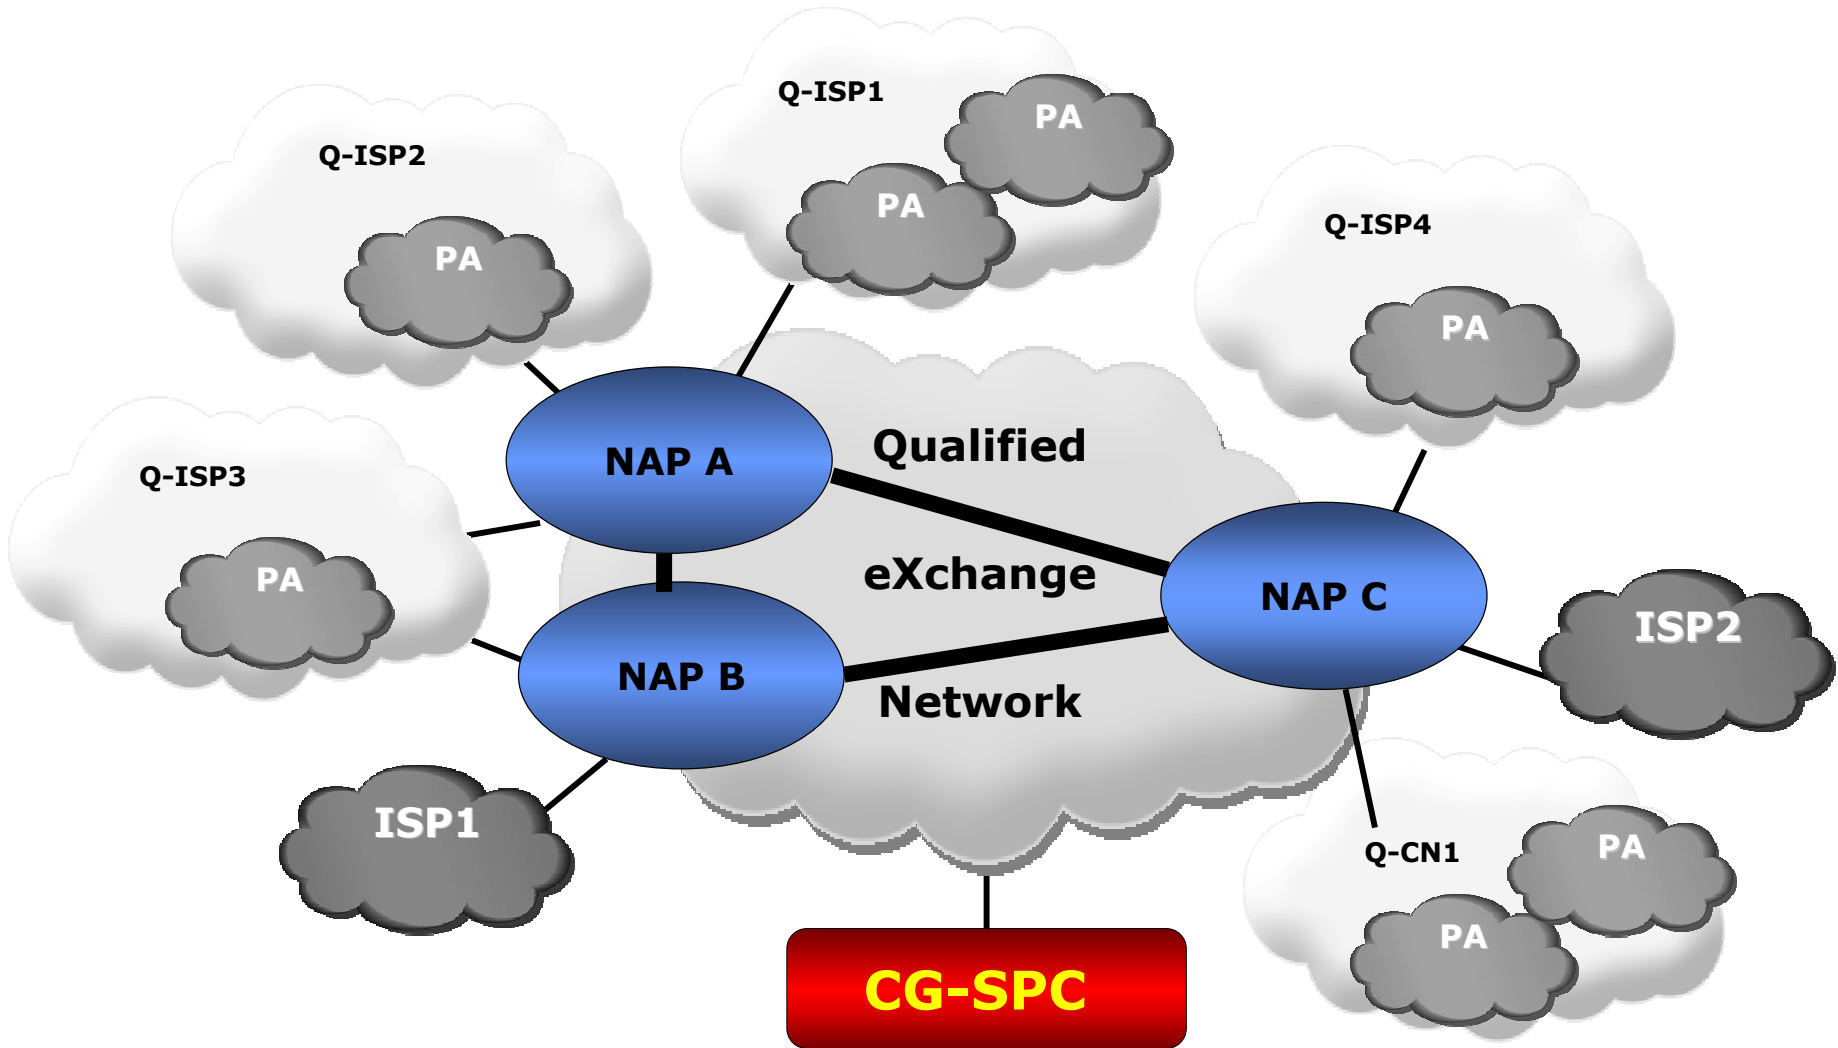 Q-ISP1
PA
PA
Q-ISP2
PA
Q-ISP4
PA
Q-ISP3
PA
NAP A
Qualified
eXchange
Network
NAP B
NAP C
ISP2
ISP1
Q-CN1
PA
PA
CG-SPC